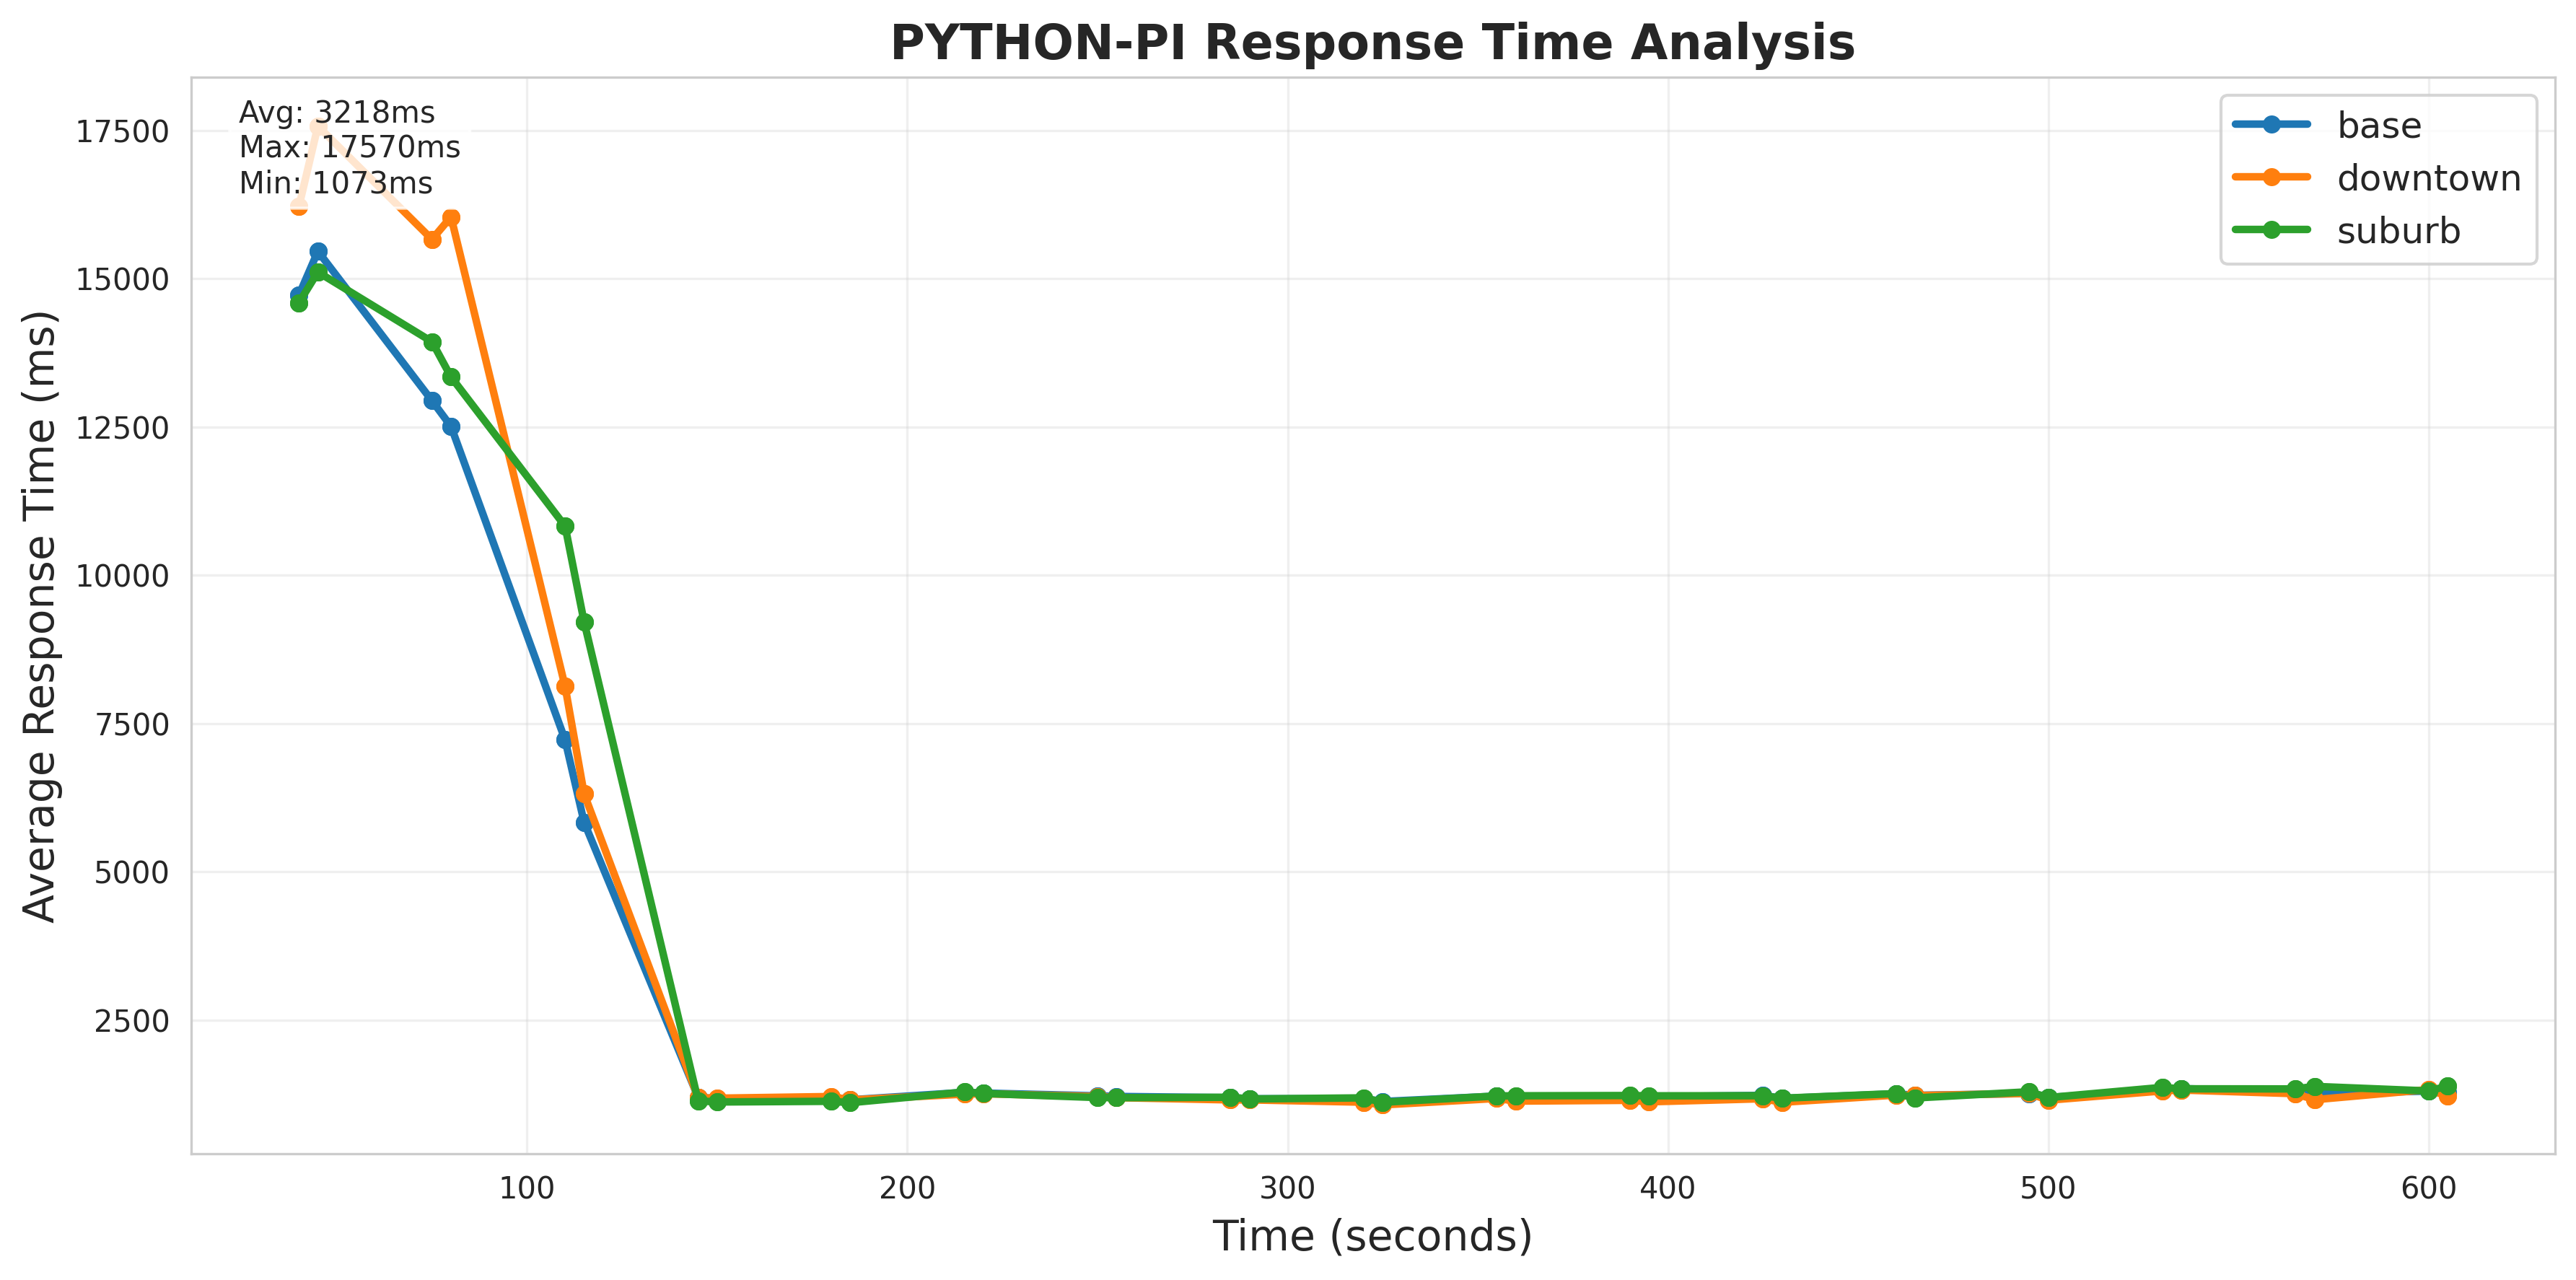 PYTHON-PI Response Time Analysis
Avg: 3218ms
Max: 17570ms
Min: 1073ms
base
downtown
suburb
Average Response Time (ms)
17500
15000
12500
10000
7500
5000
2500
100 200 300 400 500 600
Time (seconds)